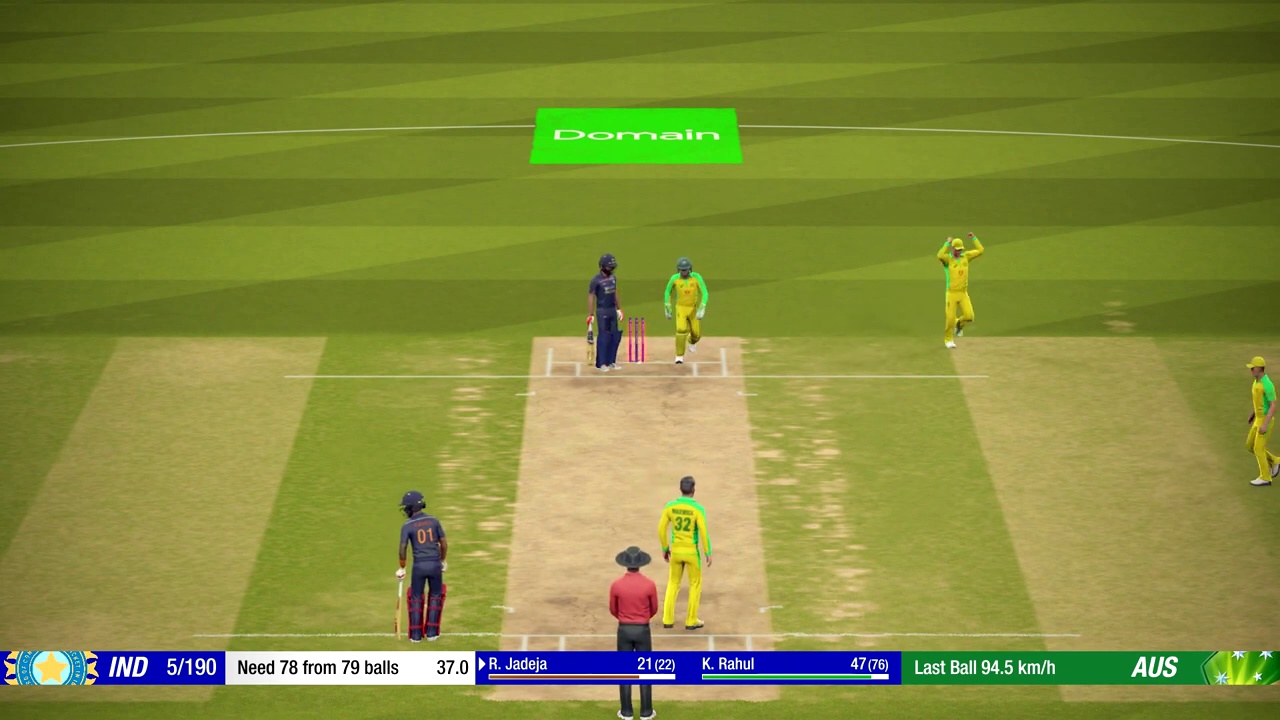 Domain
01
32
IND 5/190 Need 78 from 79 balls 37.0 R. Jadeja 21 (22) K. Rahul 47 (76) Last Ball 94.5 km/h AUS